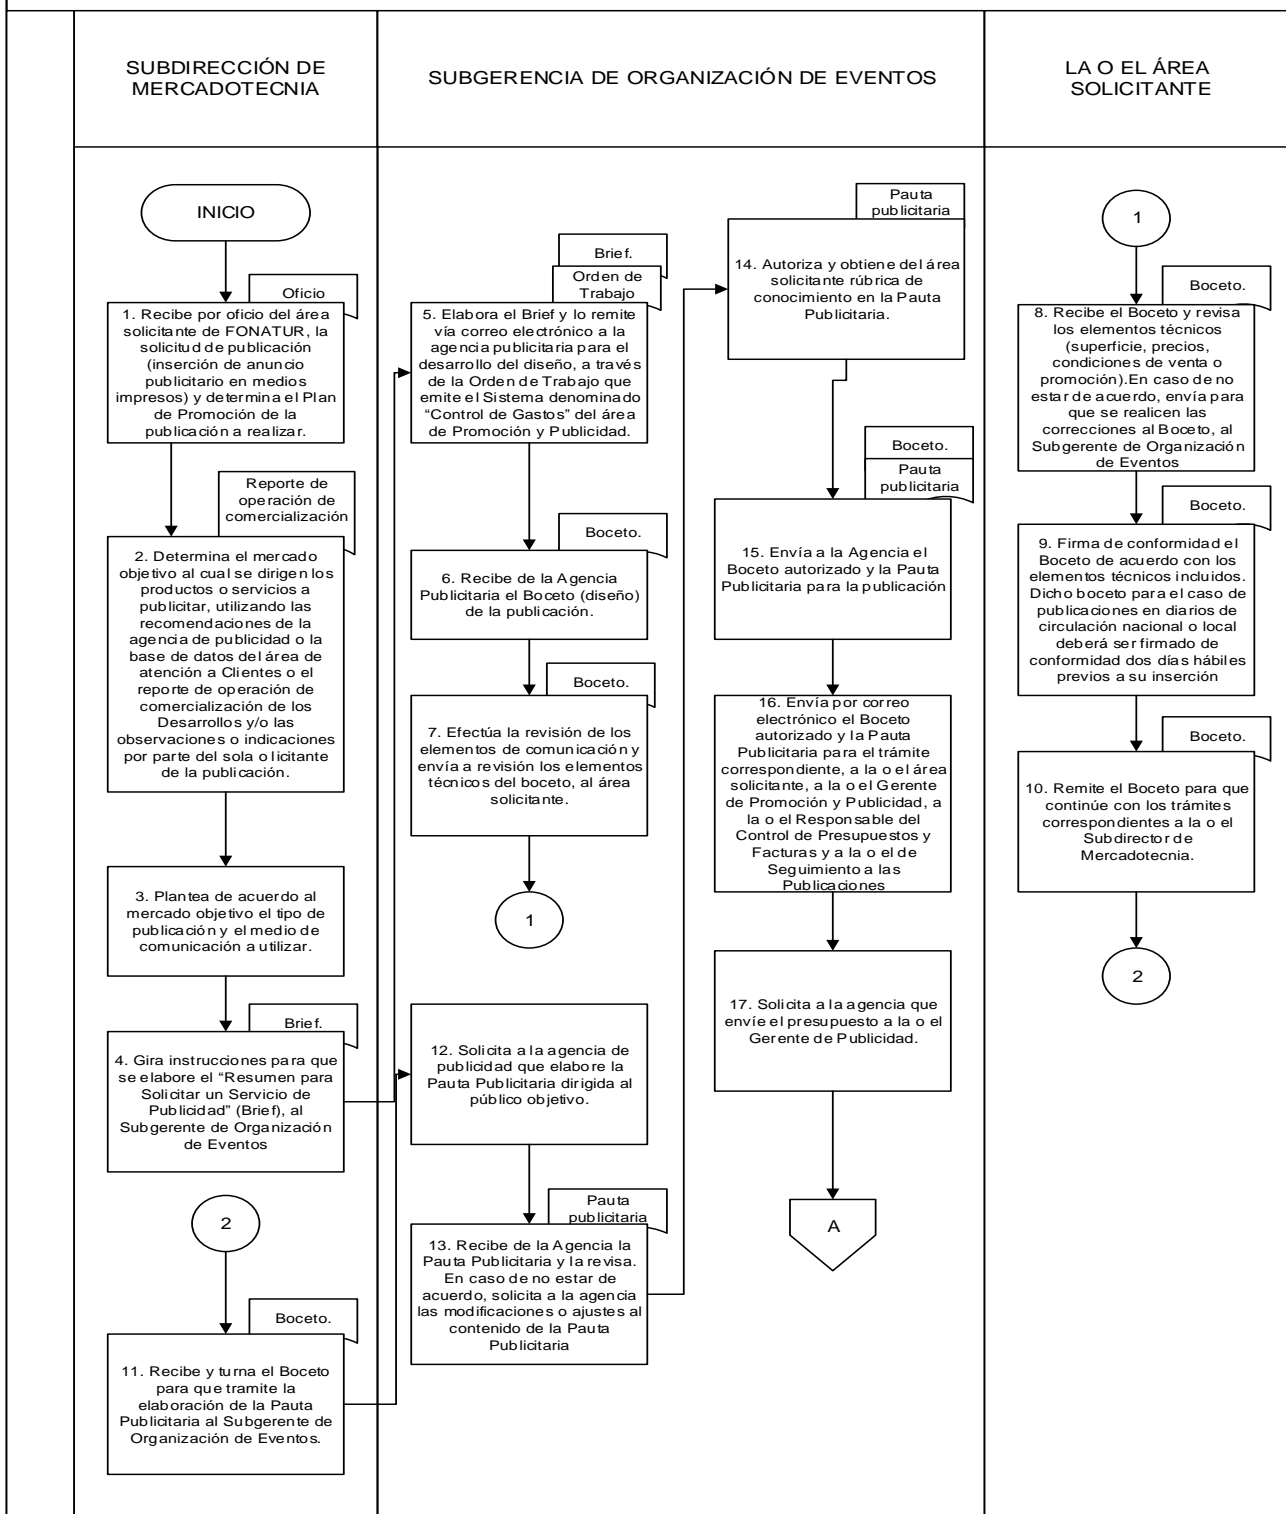 SUBDIRECCIÓN DE
MERCADOTECNIA
SUBGERENCIA DE ORGANIZACIÓN DE EVENTOS
LA O EL ÁREA
SOLICITANTE
INICIO
Oficio
1. Recibe por oficio del área
solicitante de FONATUR, la
solicitud de publicación
(inserción de anuncio
publicitario en medios
impresos) y determina el Plan
de Promoción de la
publicación a realizar.
Reporte de
operación de
comercialización
2. Determina el mercado
objetivo al cual se dirigen los
productos o servicios a
publicitar, utilizando las
recomendaciones de la
agencia de publicidad o la
base de datos del área de
atención a Clientes o el
reporte de operación de
comercialización de los
Desarrollos y/o las
observaciones o indicaciones
por parte del sola o licitante
de la publicación.
3. Plantea de acuerdo al
mercado objetivo el tipo de
publicación y el medio de
comunicación a utilizar.
Brief.
4. Gira instrucciones para que
se elabore el “Resumen para
Solicitar un Servicio de
Publicidad” (Brief), al
Subgerente de Organización
de Eventos
2
Boceto.
11. Recibe y turna el Boceto
para que tramite la
elaboración de la Pauta
Publicitaria al Subgerente de
Organización de Eventos.
Brief.
Orden de
Trabajo
5. Elabora el Brief y lo remite
vía correo electrónico a la
agencia publicitaria para el
desarrollo del diseño, a través
de la Orden de Trabajo que
emite el Sistema denominado
“Control de Gastos” del área
de Promoción y Publicidad.
Boceto.
6. Recibe de la Agencia
Publicitaria el Boceto (diseño)
de la publicación.
Boceto.
7. Efectúa la revisión de los
elementos de comunicación y
envía a revisión los elementos
técnicos del boceto, al área
solicitante.
1
12. Solicita a la agencia de
publicidad que elabore la
Pauta Publicitaria dirigida al
público objetivo.
Pauta
publicitaria
13. Recibe de la Agencia la
Pauta Publicitaria y la revisa.
En caso de no estar de
acuerdo, solicita a la agencia
las modificaciones o ajustes al
contenido de la Pauta
Publicitaria
Pauta
publicitaria
14. Autoriza y obtiene del área
solicitante rúbrica de
conocimiento en la Pauta
Publicitaria.
Boceto.
Pauta
publicitaria
15. Envía a la Agencia el
Boceto autorizado y la Pauta
Publicitaria para la publicación
16. Envía por correo
electrónico el Boceto
autorizado y la Pauta
Publicitaria para el trámite
correspondiente, a la o el área
solicitante, a la o el Gerente
de Promoción y Publicidad, a
la o el Responsable del
Control de Presupuestos y
Facturas y a la o el de
Seguimiento a las
Publicaciones
17. Solicita a la agencia que
envíe el presupuesto a la o el
Gerente de Publicidad.
A
1
Boceto.
8. Recibe el Boceto y revisa
los elementos técnicos
(superficie, precios,
condiciones de venta o
promoción).En caso de no
estar de acuerdo, envía para
que se realicen las
correcciones al Boceto, al
Subgerente de Organización
de Eventos
Boceto.
9. Firma de conformidad el
Boceto de acuerdo con los
elementos técnicos incluidos.
Dicho boceto para el caso de
publicaciones en diarios de
circulación nacional o local
deberá ser firmado de
conformidad dos días hábiles
previos a su inserción
Boceto.
10. Remite el Boceto para que
continúe con los trámites
correspondientes a la o el
Subdirector de
Mercadotecnia.
2